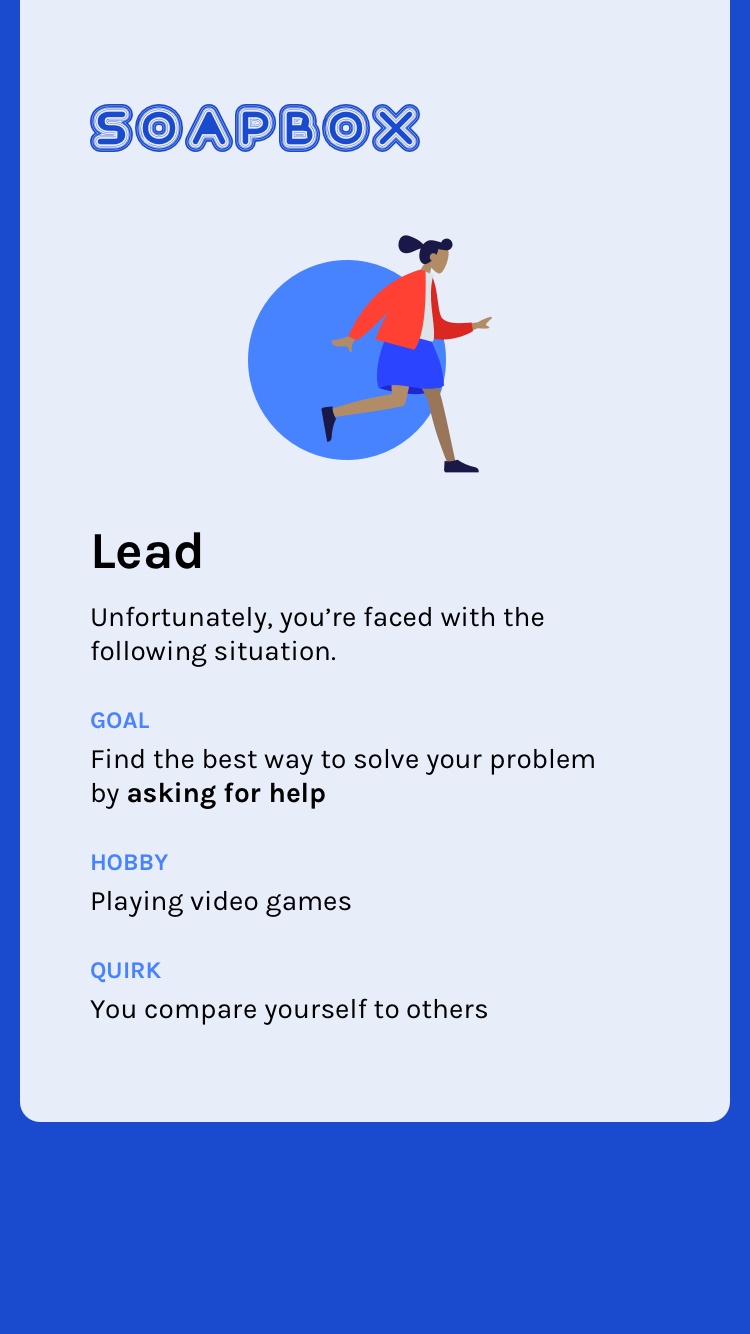 SOAPBOX
Lead
Unfortunately, you’re faced with the
following situation.
GOAL
Find the best way to solve your problem
by asking for help
HOBBY
Playing video games
QUIRK
You compare yourself to others